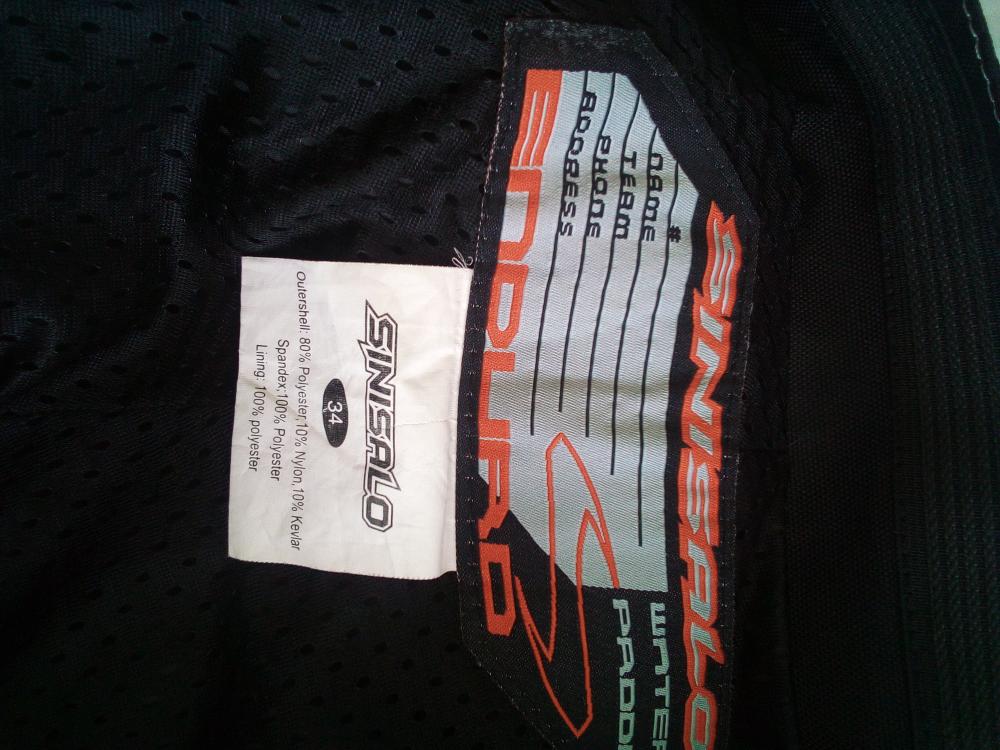 SINISALO
#
NAME
TEAM
PHONE
ADDRESS
ENDURO
SINISALO
34
Outershell: 80% Polyester,10% Nylon,10% Kevlar
Spandex:100% Polyester
Lining: 100% polyester